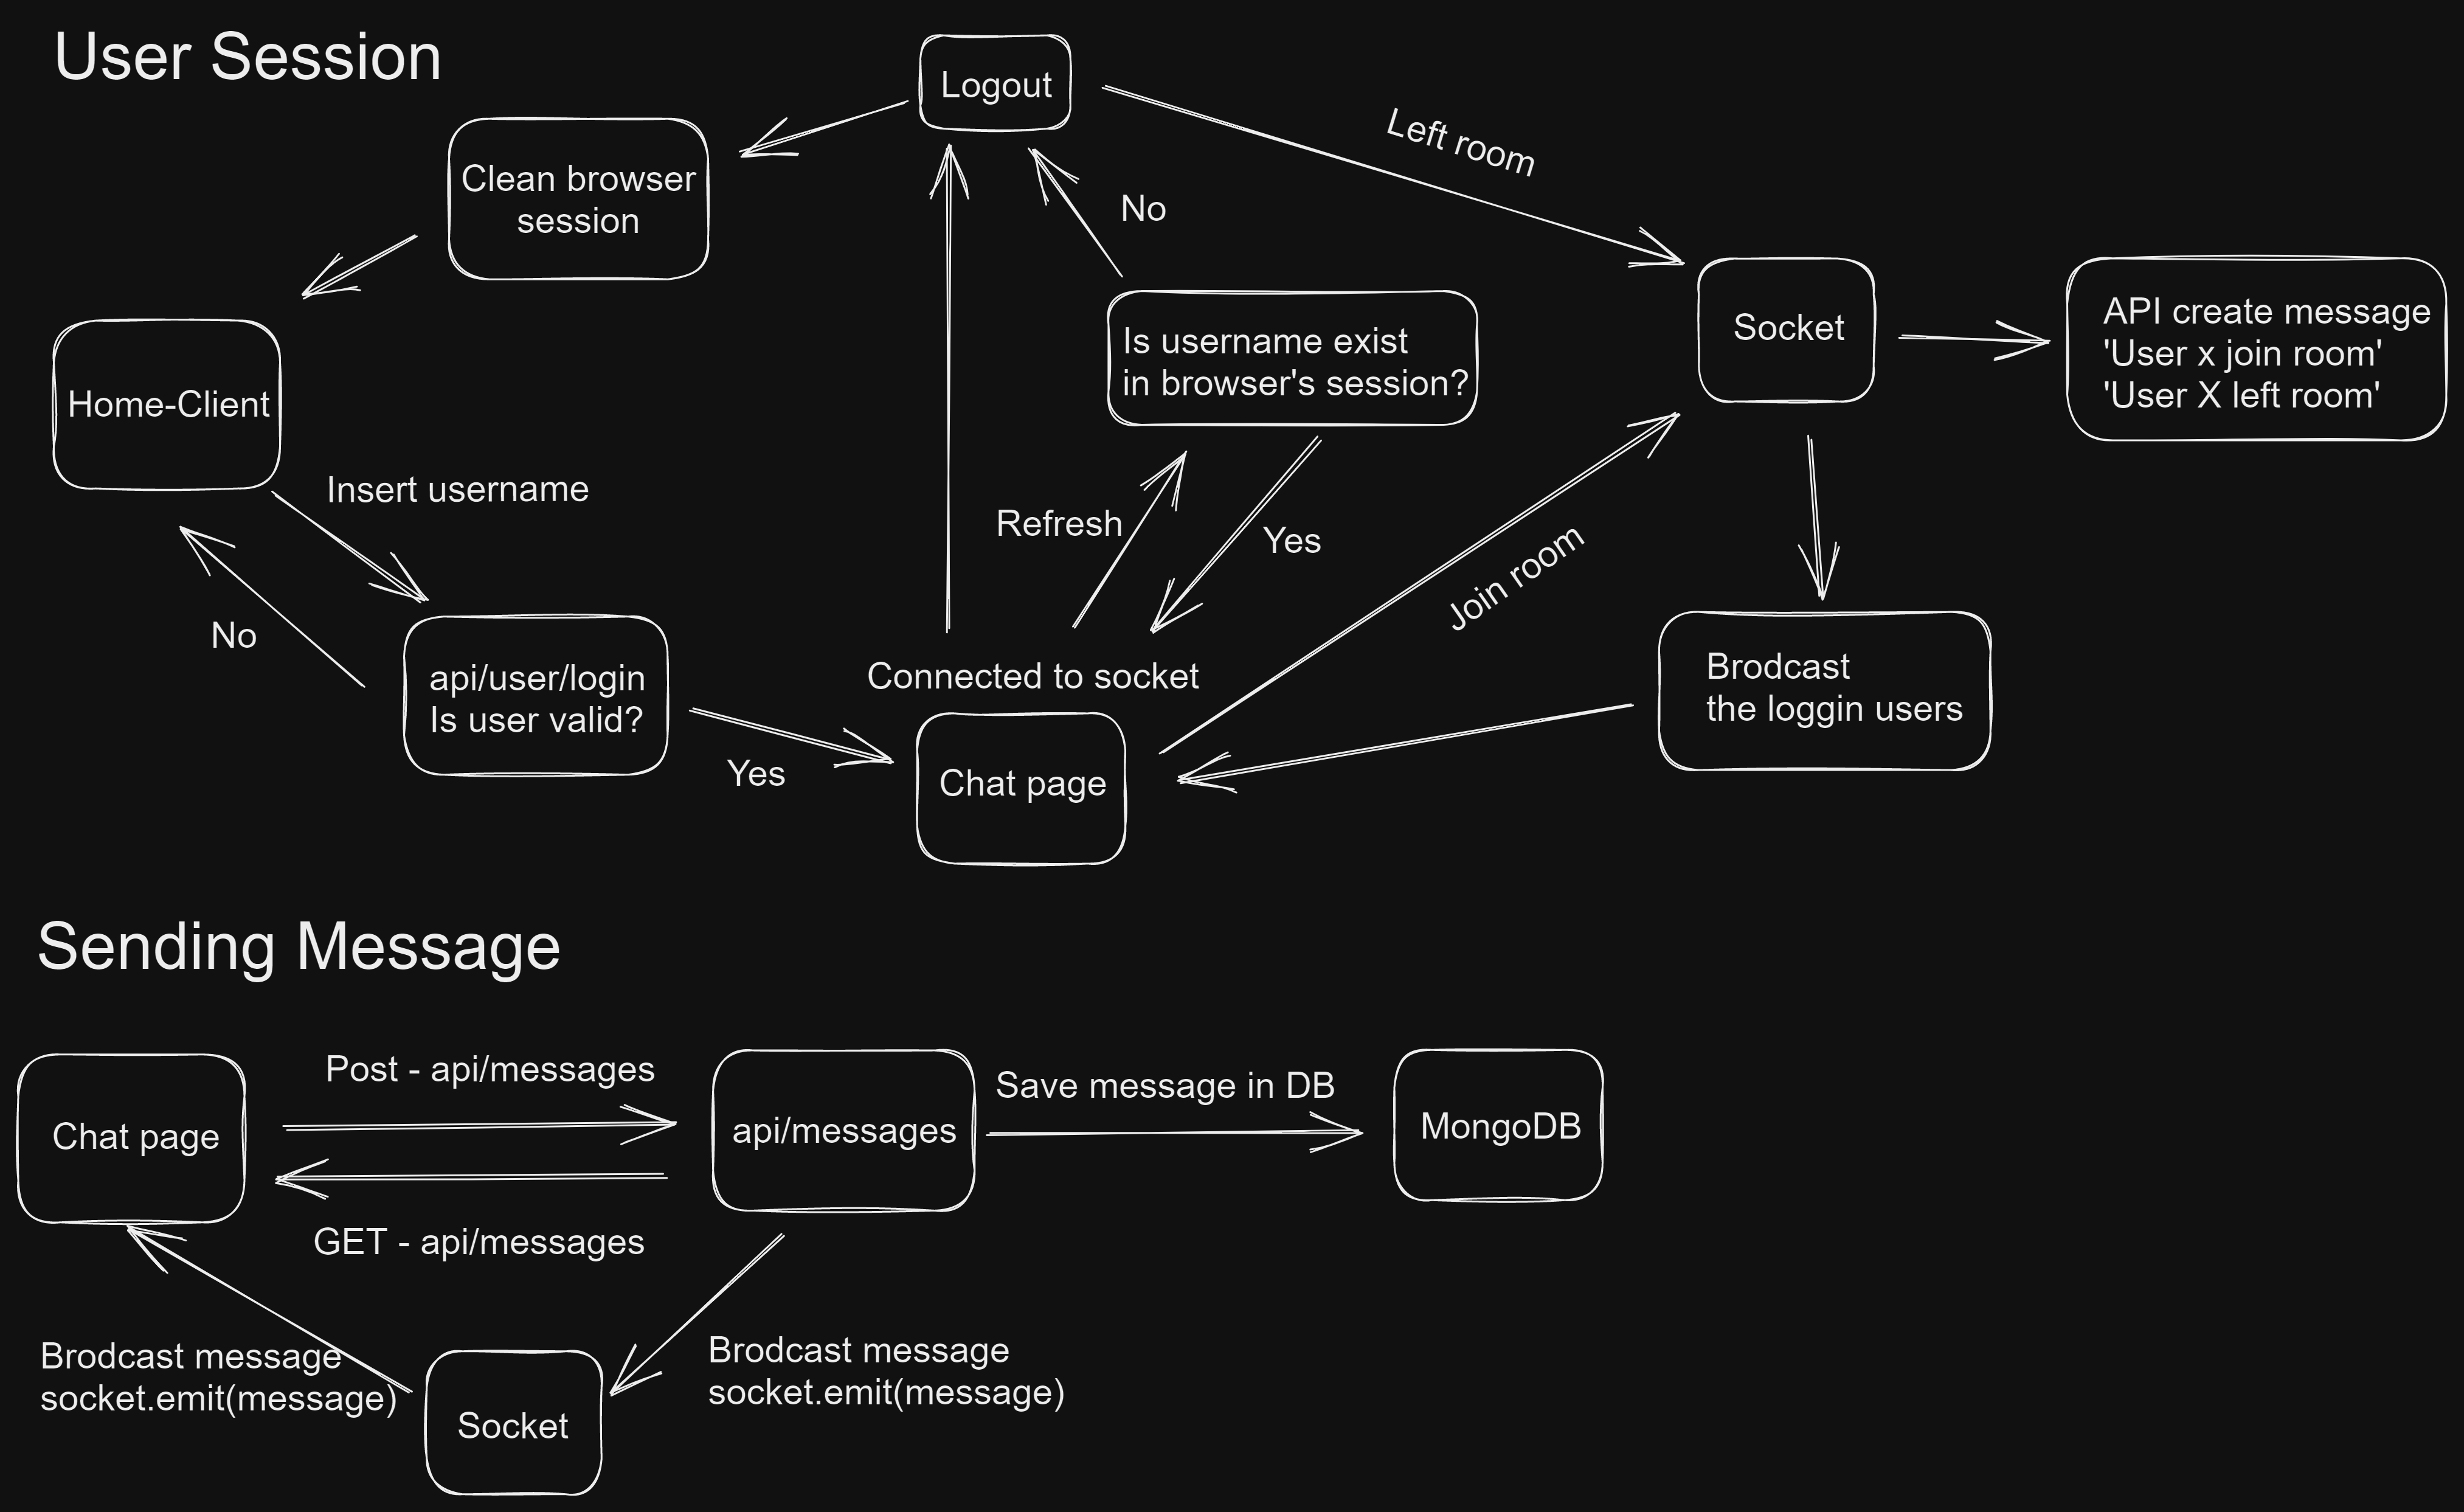 User Session
Logout
Left room
Clean browser
session
No
Is username exist
in browser's session?
Socket
API create message
'User x join room'
'User X left room'
Home-Client
Insert username
Refresh
Yes
Join room
No
api/user/login
Is user valid?
Connected to socket
Brodcast
the loggin users
Yes
Chat page
Sending Message
Chat page
Post - api/messages
api/messages
Save message in DB
MongoDB
GET - api/messages
Brodcast message
socket.emit(message)
Brodcast message
socket.emit(message)
Socket